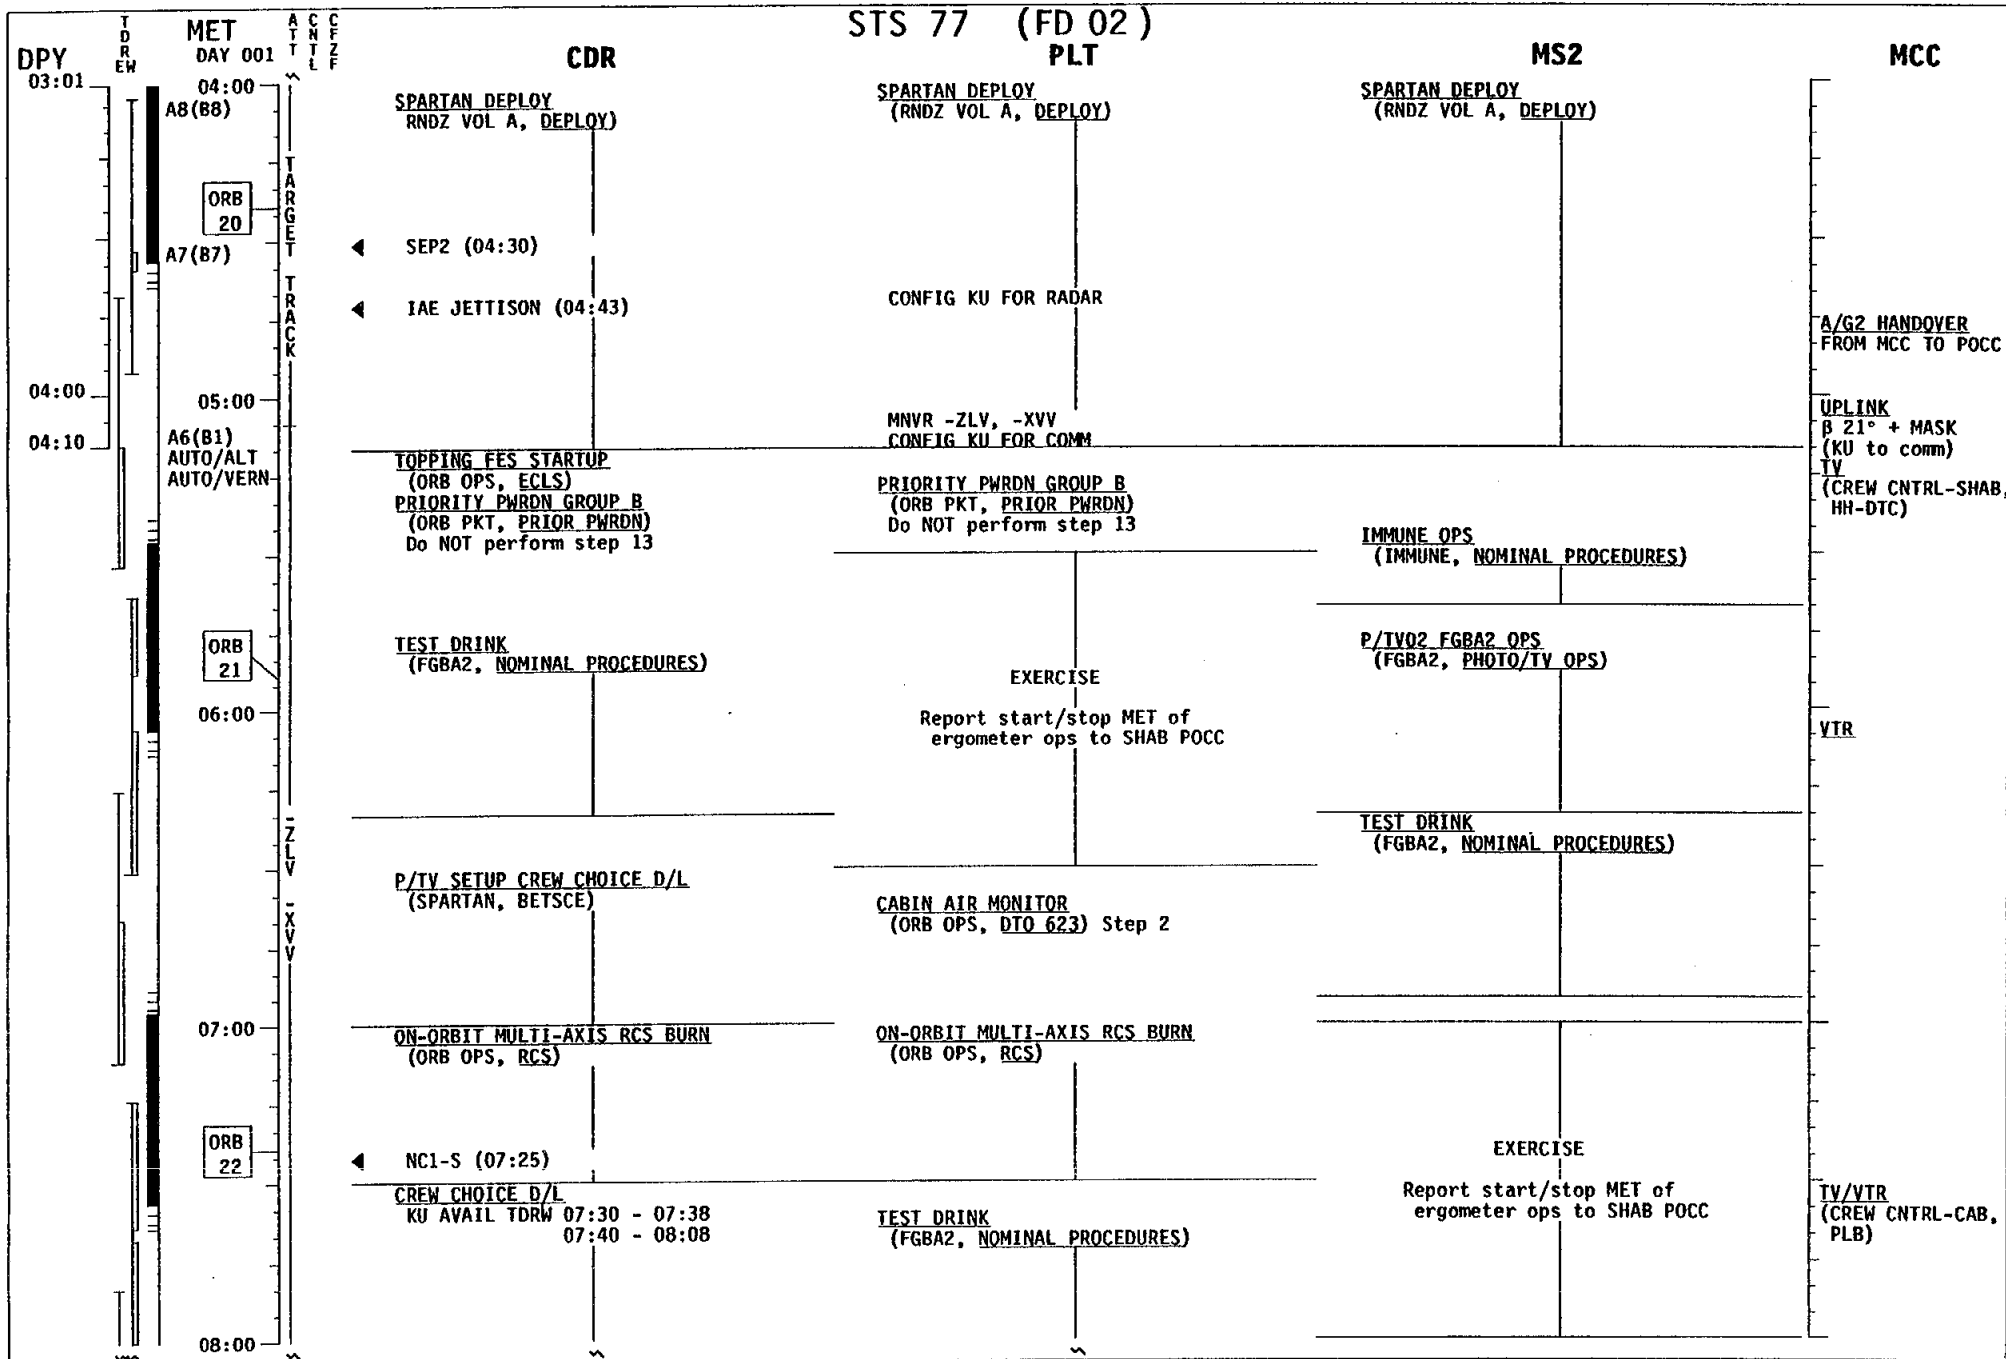 STS 77 (FD 02)
DPY
TDRE W
MET
DAY 001
ATT
CNTL
CFZF
CDR
PLT
MS2
MCC
03:01
04:00
A8(B8)
ORB
20
A7(B7)
04:00
05:00
04:10
A6(B1)
AUTO/ALT
AUTO/VERN
ORB
21
06:00
07:00
ORB
22
08:00
TARGET TRACK
-ZLV -XVV
SPARTAN DEPLOY
RNDZ VOL A, DEPLOY)
SEP2 (04:30)
IAE JETTISON (04:43)
TOPPING FES STARTUP
(ORB OPS, ECLS)
PRIORITY PWRDN GROUP B
(ORB PKT, PRIOR PWRDN)
Do NOT perform step 13
TEST DRINK
(FGBA2, NOMINAL PROCEDURES)
P/TV SETUP CREW CHOICE D/L
(SPARTAN, BETSCE)
ON-ORBIT MULTI-AXIS RCS BURN
(ORB OPS, RCS)
NC1-S (07:25)
CREW CHOICE D/L
KU AVAIL TDRW 07:30 - 07:38
07:40 - 08:08
SPARTAN DEPLOY
(RNDZ VOL A, DEPLOY)
CONFIG KU FOR RADAR
MNVR -ZLV, -XVV
CONFIG KU FOR COMM
PRIORITY PWRDN GROUP B
(ORB PKT, PRIOR PWRDN)
Do NOT perform step 13
EXERCISE
Report start/stop MET of
ergometer ops to SHAB POCC
CABIN AIR MONITOR
(ORB OPS, DTO 623) Step 2
ON-ORBIT MULTI-AXIS RCS BURN
(ORB OPS, RCS)
TEST DRINK
(FGBA2, NOMINAL PROCEDURES)
SPARTAN DEPLOY
(RNDZ VOL A, DEPLOY)
IMMUNE OPS
(IMMUNE, NOMINAL PROCEDURES)
P/TV02 FGBA2 OPS
(FGBA2, PHOTO/TV OPS)
TEST DRINK
(FGBA2, NOMINAL PROCEDURES)
EXERCISE
Report start/stop MET of
ergometer ops to SHAB POCC
A/G2 HANDOVER
FROM MCC TO POCC
UPLINK
β 21° + MASK
(KU to comm)
TV
(CREW CNTRL-SHAB,
HH-DTC)
VTR
TV/VTR
(CREW CNTRL-CAB,
PLB)